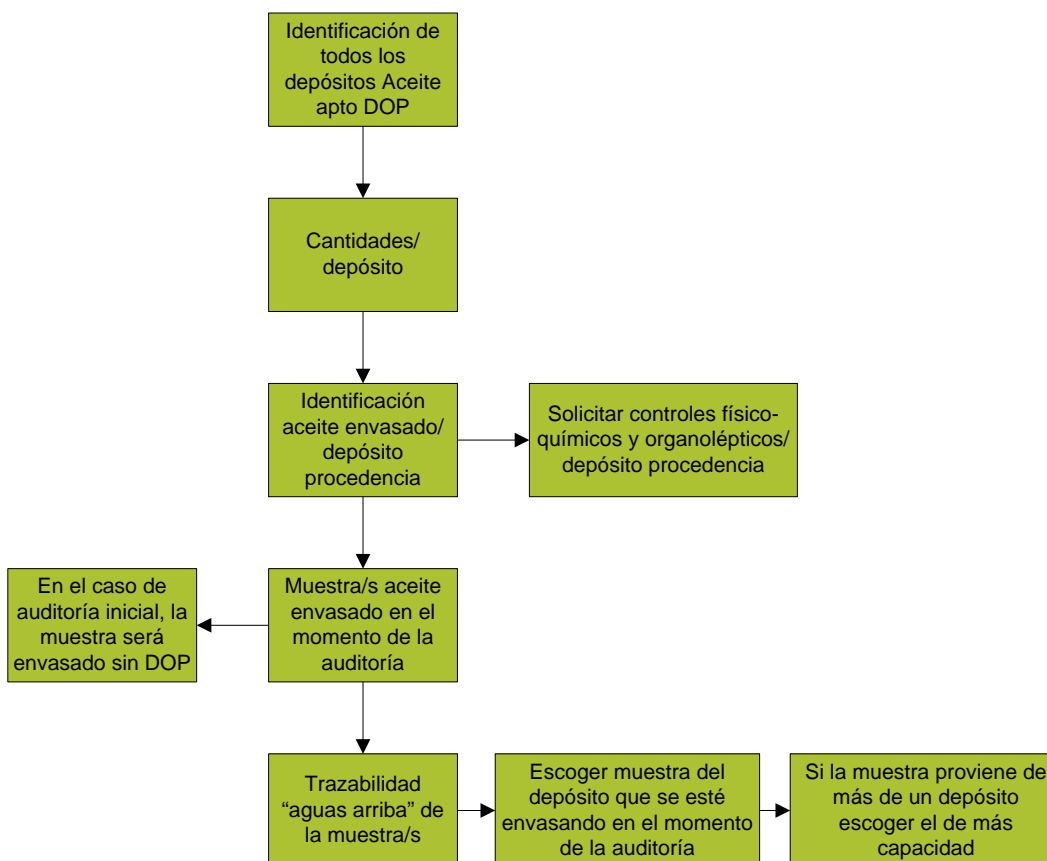 Identificación de
todos los
depósitos Aceite
apto DOP
Cantidades/
depósito
Identificación
aceite envasado/
depósito
procedencia
Solicitar controles físico-
químicos y organolépticos/
depósito procedencia
En el caso de
auditoría inicial, la
muestra será
envasado sin DOP
Muestra/s aceite
envasado en el
momento de la
auditoría
Trazabilidad
“aguas arriba” de
la muestra/s
Escoger muestra del
depósito que se esté
envasando en el momento
de la auditoría
Si la muestra proviene de
más de un depósito
escoger el de más
capacidad